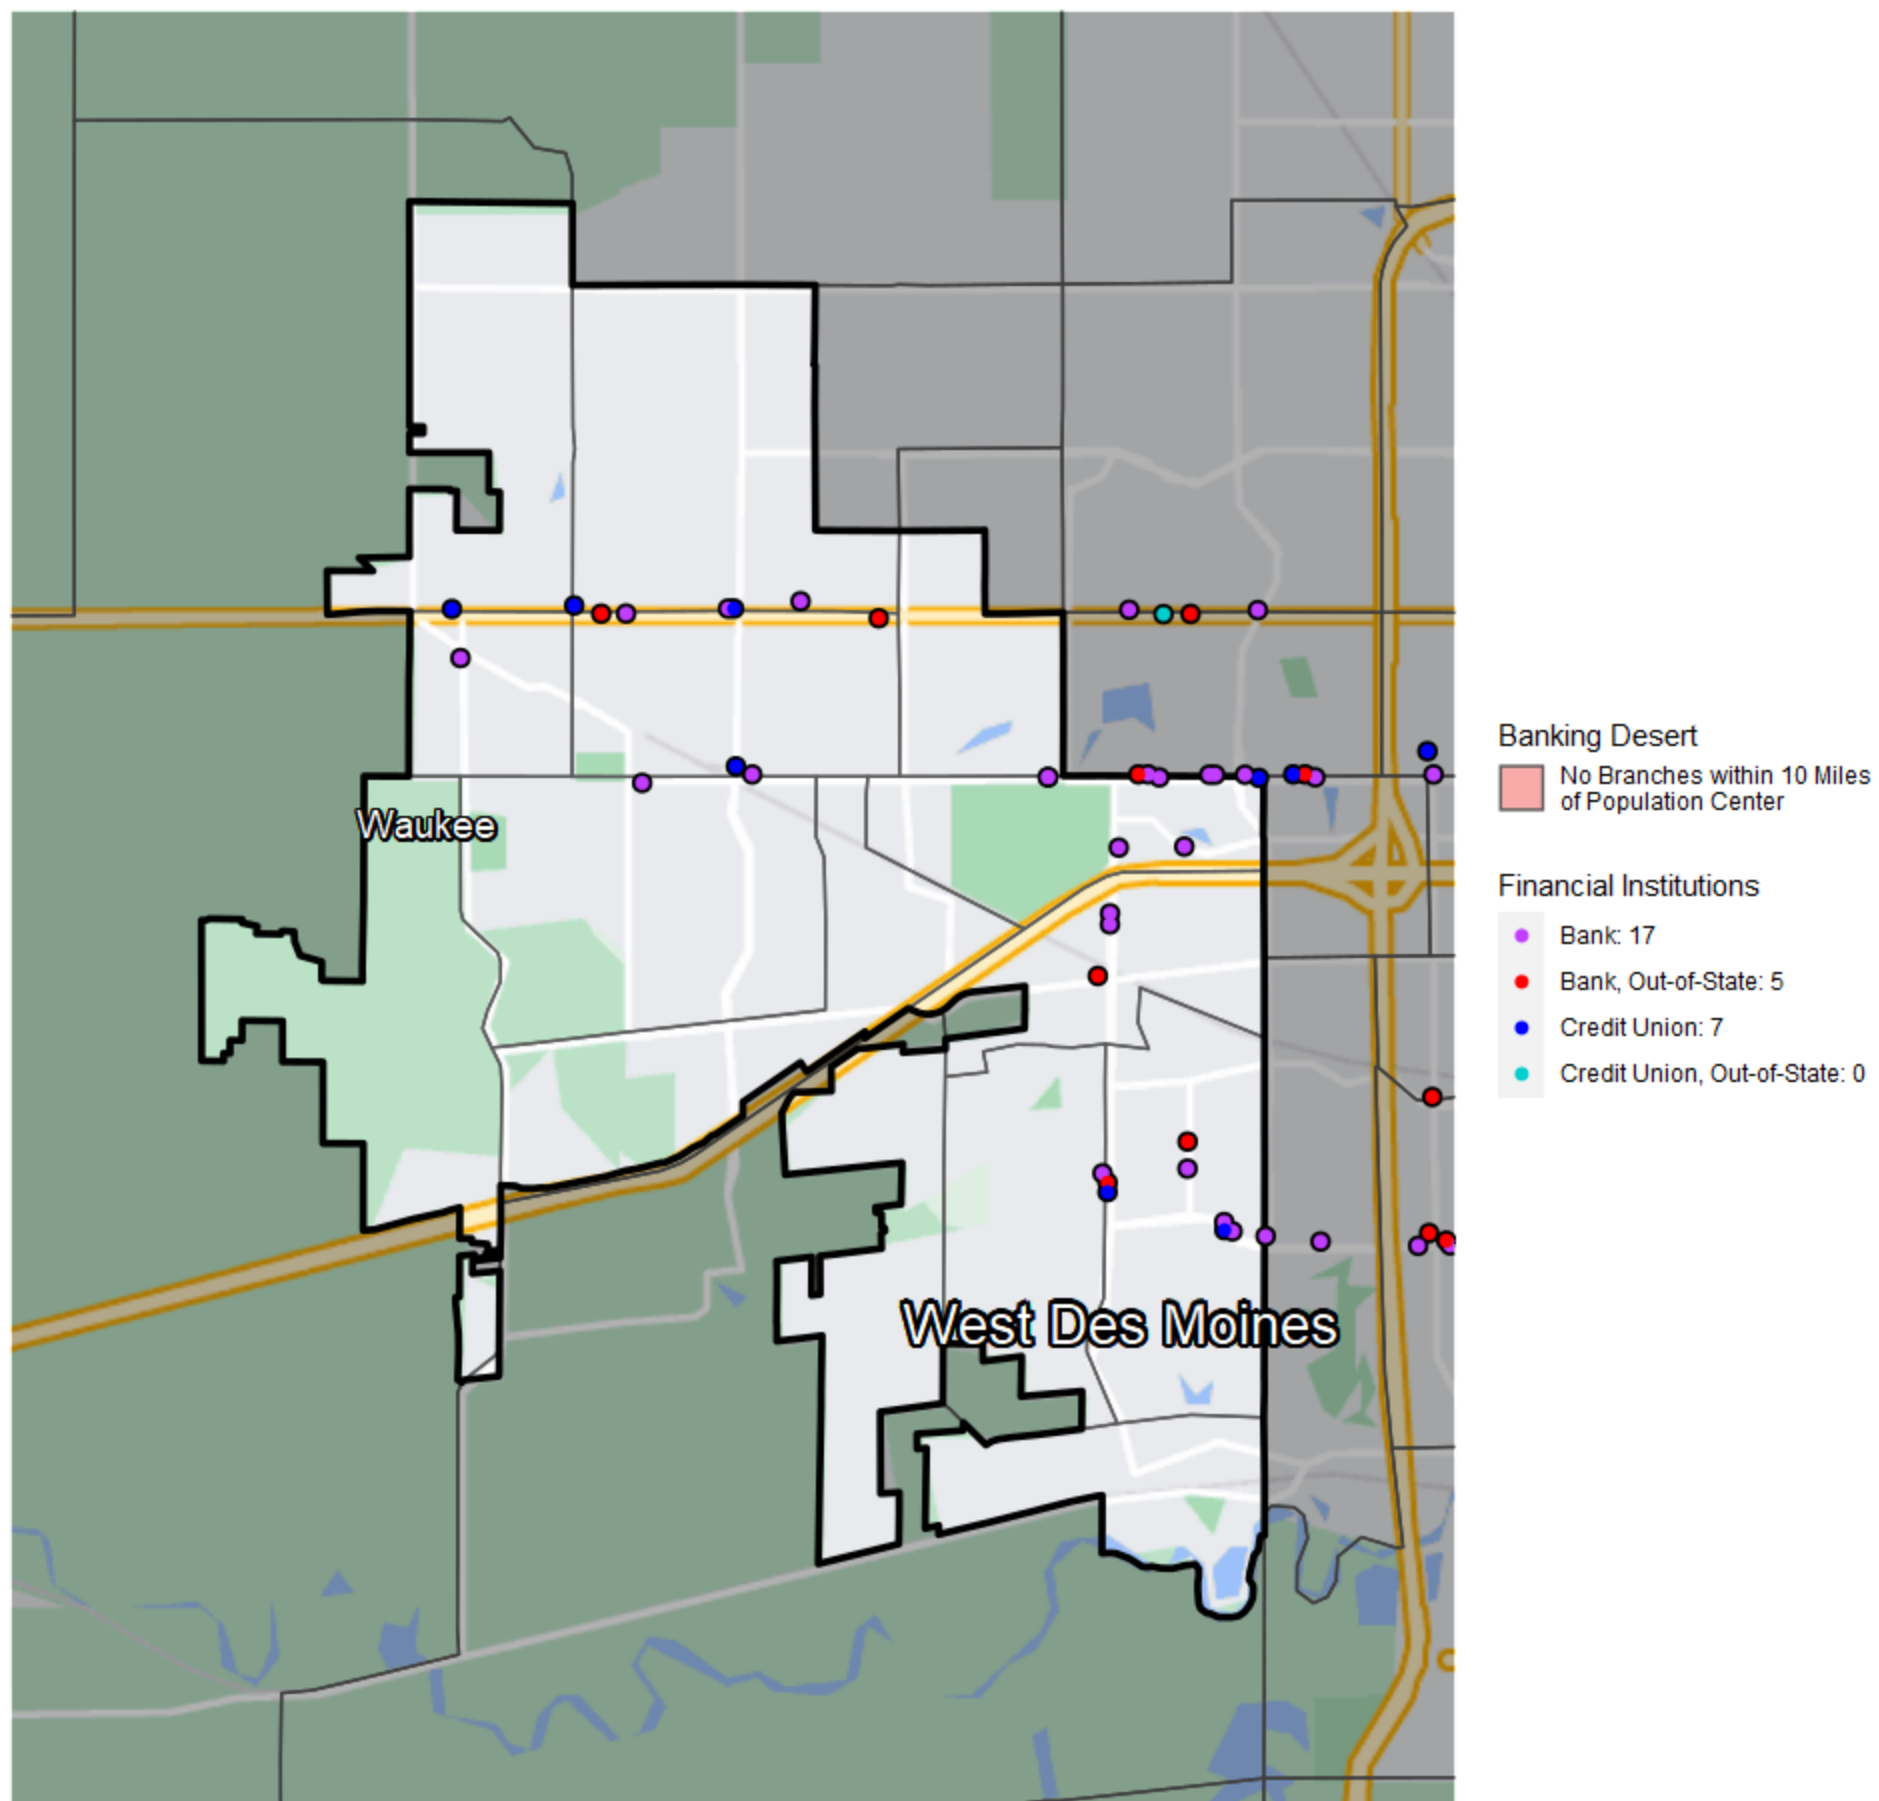 Banking Desert
No Branches within 10 Miles
of Population Center
Waukee
Financial Institutions
Bank: 17
Bank, Out-of-State: 5
Credit Union: 7
Credit Union, Out-of-State: 0
West Des Moines